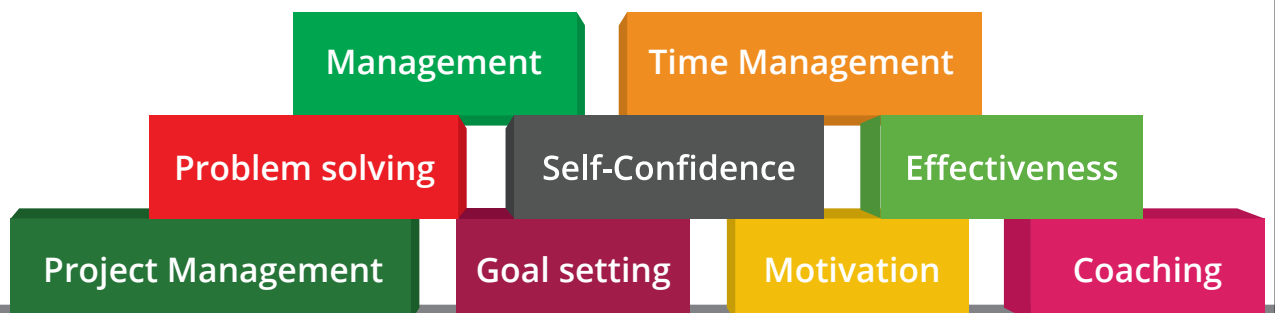 Management
Time Management
Problem solving
Self-Confidence
Effectiveness
Project Management
Goal setting
Motivation
Coaching